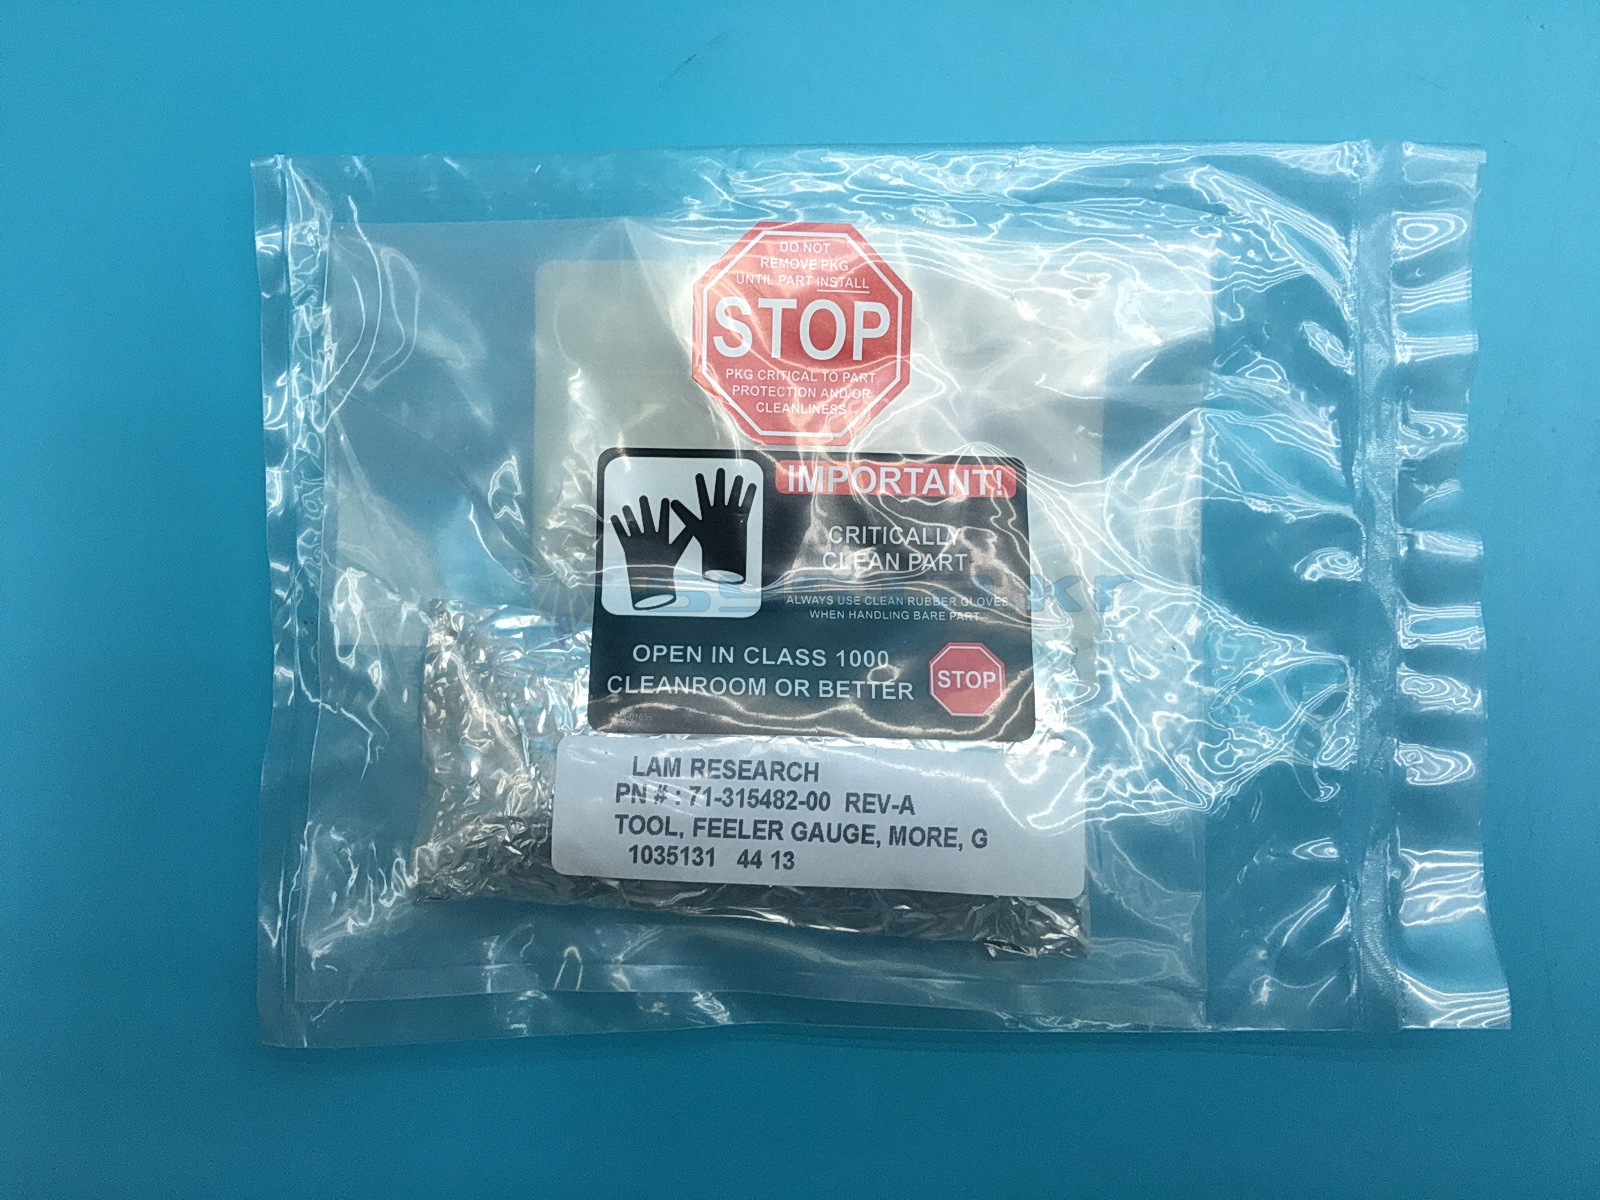 DO NOT
REMOVE PKG
UNTIL PART INSTALL
STOP
PKG CRITICAL TO PART
PROTECTION AND/OR
CLEANLINESS
IMPORTANT!
CRITICALLY
CLEAN PART
ALWAYS USE CLEAN RUBBER GLOVES
WHEN HANDLING BARE PART
OPEN IN CLASS 1000
CLEANROOM OR BETTER
STOP
LAM RESEARCH
PN # : 71-315482-00 REV-A
TOOL, FEELER GAUGE, MORE, G
1035131 44 13